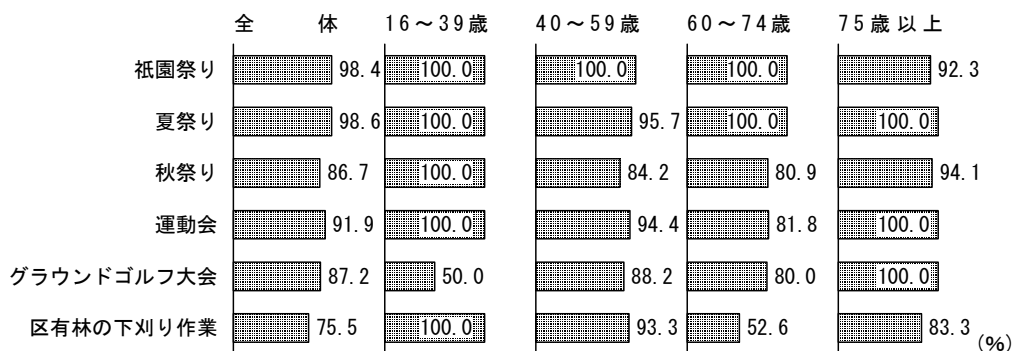 全体 16～39歳 40～59歳 60～74歳 75歳以上
祇園祭り 98.4 100.0 100.0 100.0 92.3
夏祭り 98.6 100.0 95.7 100.0 100.0
秋祭り 86.7 100.0 84.2 80.9 94.1
運動会 91.9 100.0 94.4 81.8 100.0
グラウンドゴルフ大会 87.2 50.0 88.2 80.0 100.0
区有林の下刈り作業 75.5 100.0 93.3 52.6 83.3
(%)